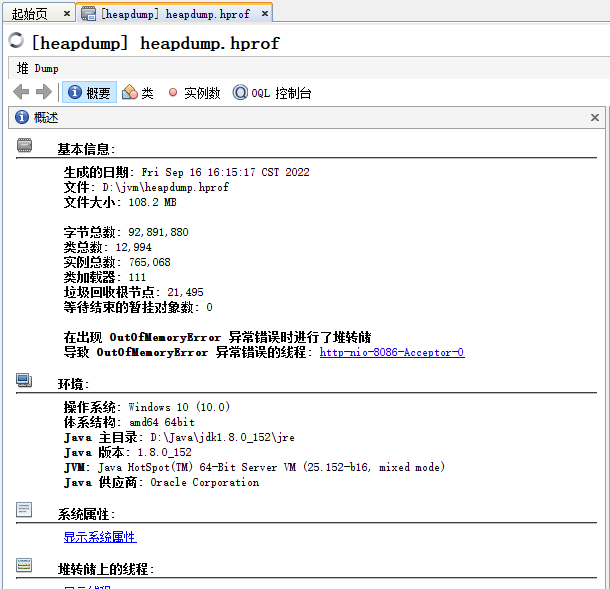 起始页 × [heapdump] heapdump.hprof ×
[heapdump] heapdump.hprof
堆 Dump
概要 类 实例数 OQL 控制台
概述 ×
基本信息:
生成的日期: Fri Sep 16 16:15:17 CST 2022
文件: D:\jvm\heapdump.hprof
文件大小: 108.2 MB
字节总数: 92,891,880
类总数: 12,994
实例总数: 765,068
类加载器: 111
垃圾回收根节点: 21,495
等待结束的暂挂对象数: 0
在出现 OutOfMemoryError 异常错误时进行了堆转储
导致 OutOfMemoryError 异常错误的线程: http-nio-8086-Acceptor-0
环境:
操作系统: Windows 10 (10.0)
体系结构: amd64 64bit
Java 主目录: D:\Java\jdk1.8.0_152\jre
Java 版本: 1.8.0_152
JVM: Java HotSpot(TM) 64-Bit Server VM (25.152-b16, mixed mode)
Java 供应商: Oracle Corporation
系统属性:
显示系统属性
堆转储上的线程: